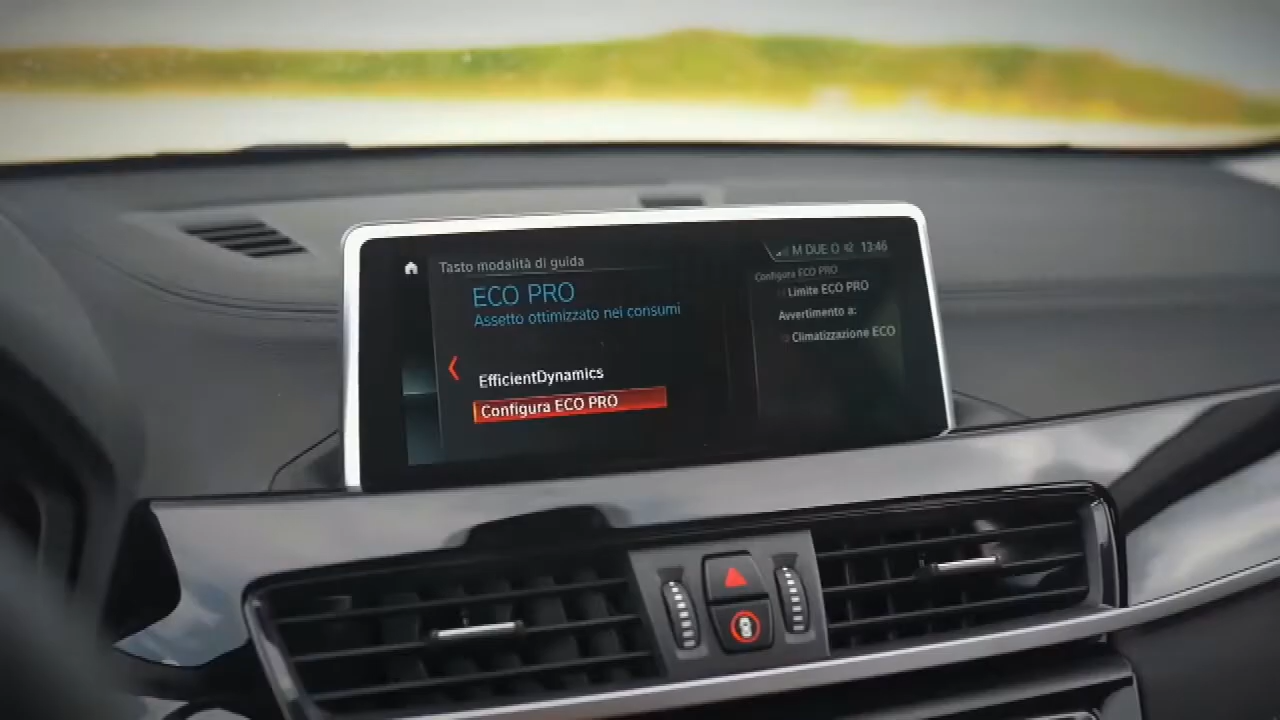 Tasto modalità di guida
M DUE O 13:46
ECO PRO
Assetto ottimizzato nei consumi
EfficientDynamics
Configura ECO PRO
Configura ECO PRO
Limite ECO PRO
Avvertimento a:
Climatizzazione ECO